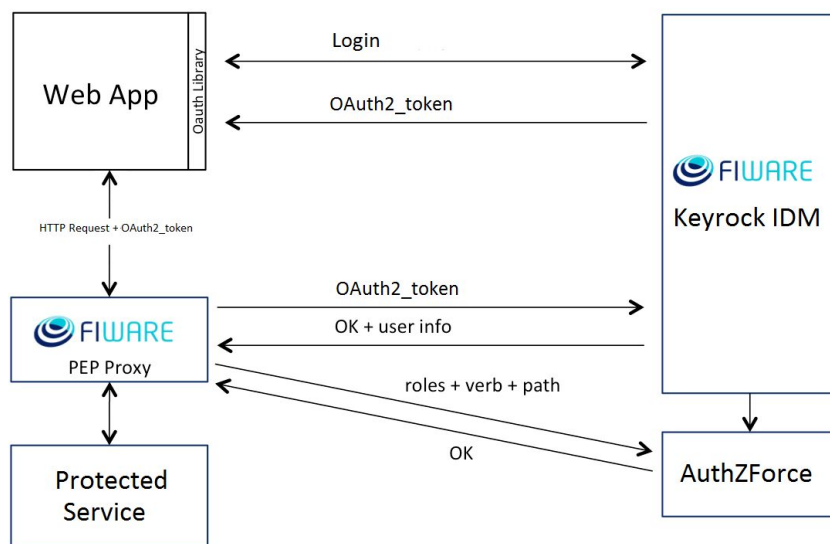 Login
Web App
Oauth Library
OAuth2_token
FIWARE
Keyrock IDM
HTTP Request + OAuth2_token
OAuth2_token
FIWARE
OK + user info
PEP Proxy
roles + verb + path
OK
Protected
Service
AuthZForce